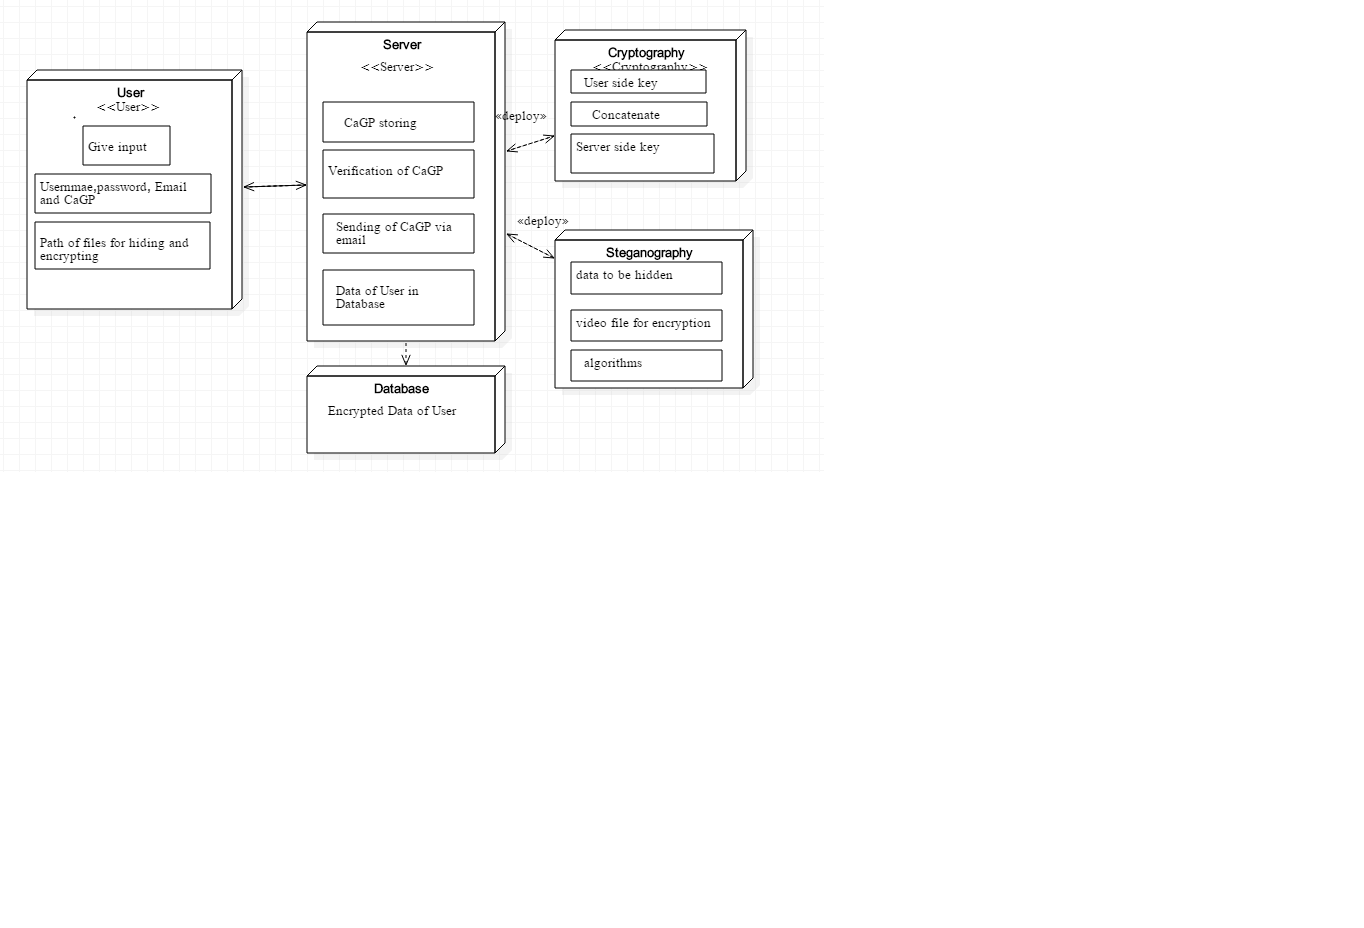 User
<<User>>
Give input
Usernmae,password, Email
and CaGP
Path of files for hiding and
encrypting
Server
<<Server>>
CaGP storing
Verification of CaGP
Sending of CaGP via
email
Data of User in
Database
«deploy»
«deploy»
Cryptography
<<Cryptography>>
User side key
Concatenate
Server side key
Steganography
data to be hidden
video file for encryption
algorithms
Database
Encrypted Data of User